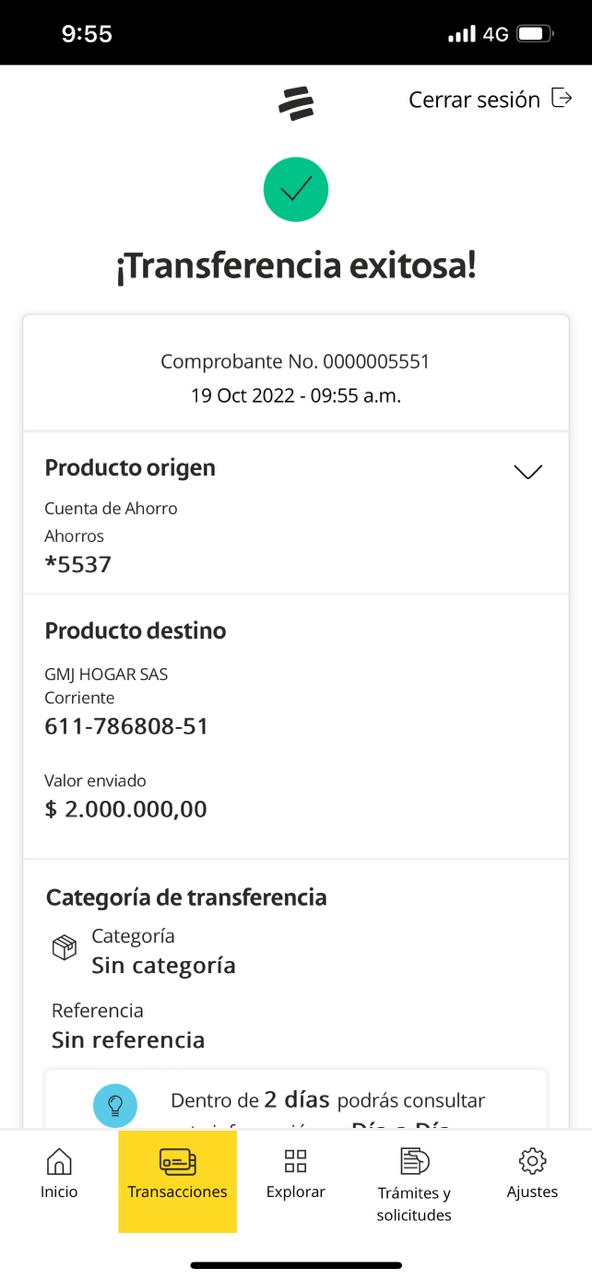 9:55
4G
Cerrar sesión
¡Transferencia exitosa!
Comprobante No. 0000005551
19 Oct 2022 - 09:55 a.m.
Producto origen
Cuenta de Ahorro
Ahorros
*5537
Producto destino
GMJ HOGAR SAS
Corriente
611-786808-51
Valor enviado
$ 2.000.000,00
Categoría de transferencia
Categoría
Sin categoría
Referencia
Sin referencia
Dentro de 2 días podrás consultar
Día a Día
Inicio
Transacciones
Explorar
Trámites y
solicitudes
Ajustes